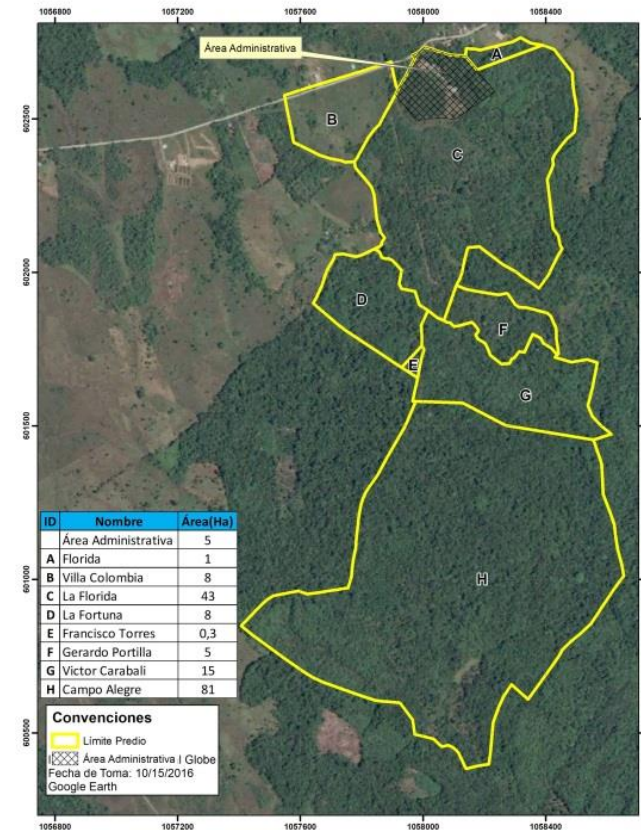 1056800 1057200 1057600 1058000 1058400
Área Administrativa
A
602500
B
C
602000
D
F
E
G
601500
ID Nombre Área(Ha)
Área Administrativa 5
A Florida 1
B Villa Colombia 8
C La Florida 43
D La Fortuna 8
E Francisco Torres 0,3
F Gerardo Portilla 5
G Victor Carabali 15
H Campo Alegre 81
601000
H
Convenciones
Límite Predio
Área Administrativa | Globe
Fecha de Toma: 10/15/2016
Google Earth
600500
1056800 1057200 1057600 1058000 1058400